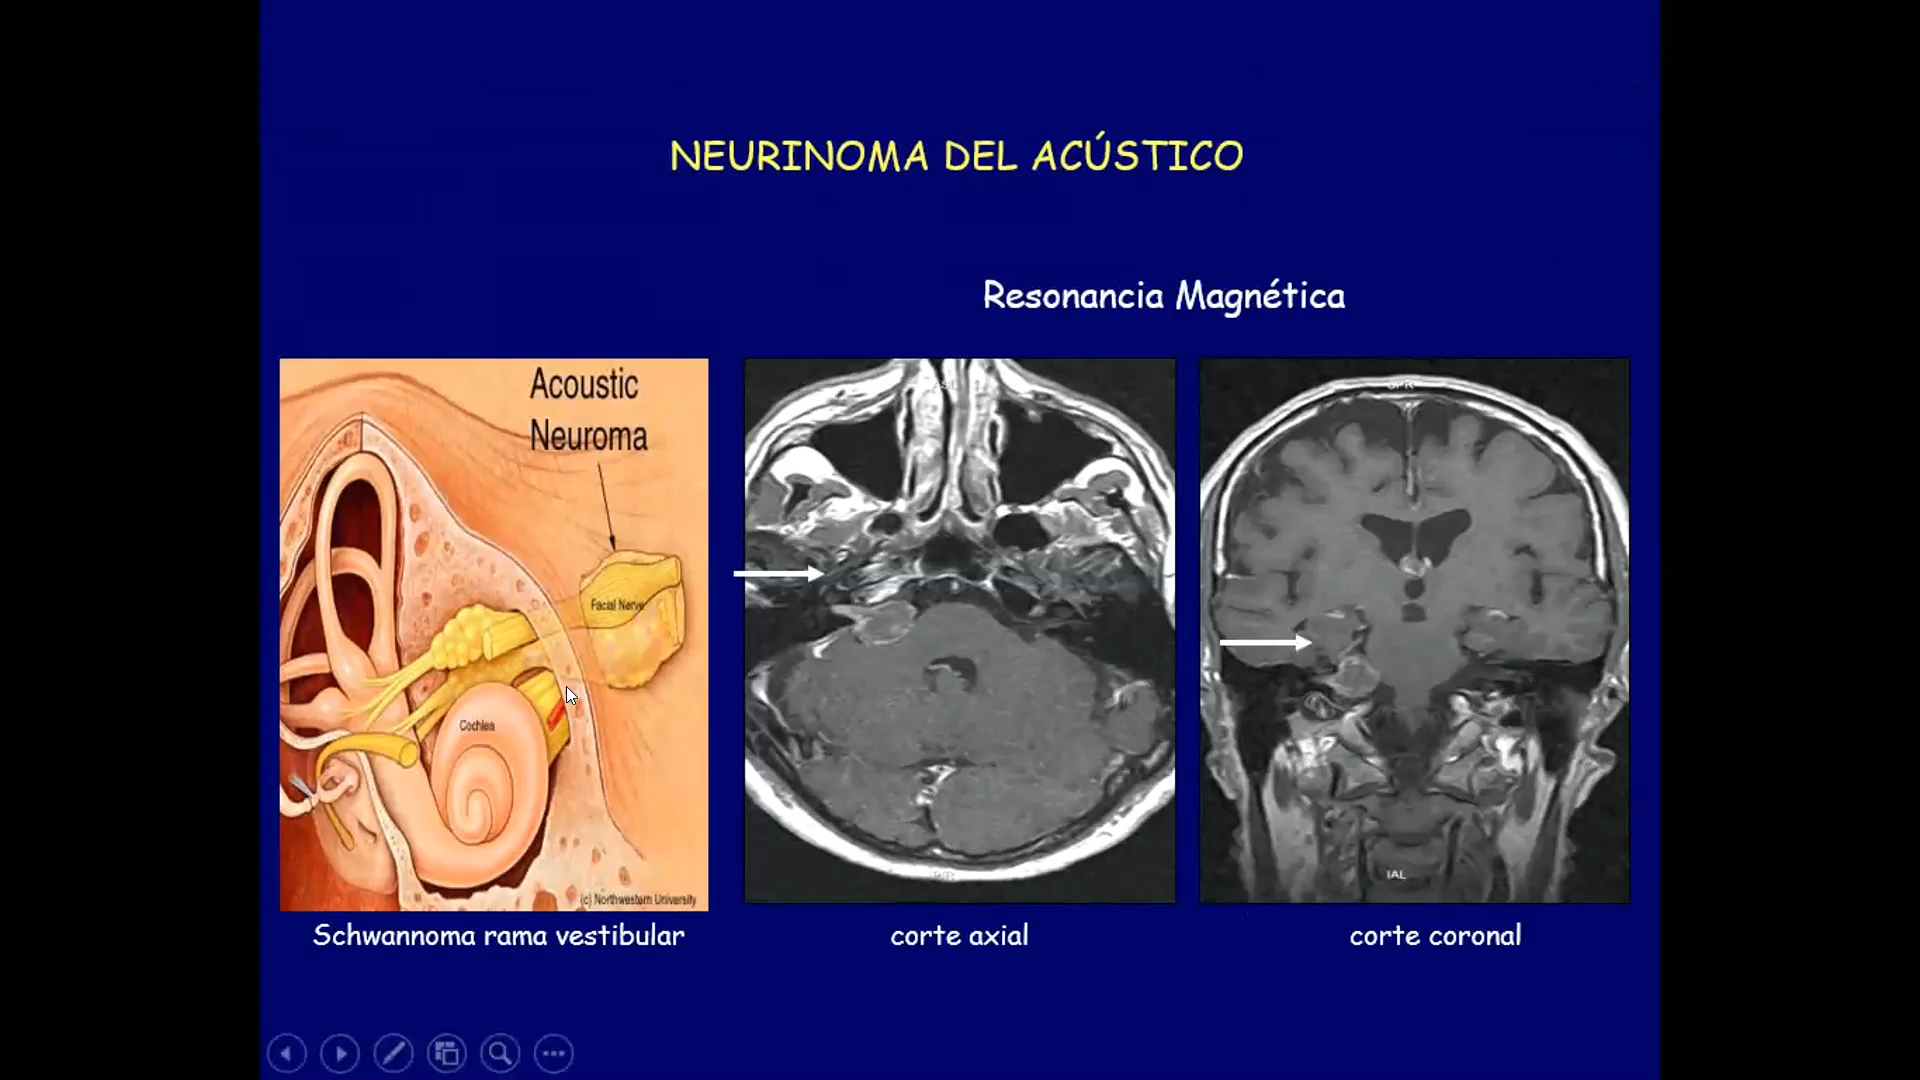 NEURINOMA DEL ACÚSTICO
Resonancia Magnética
Acoustic
Neuroma
Facial Nerve
Cochlea
(c) Northwestern University
IAL
Schwannoma rama vestibular
corte axial
corte coronal